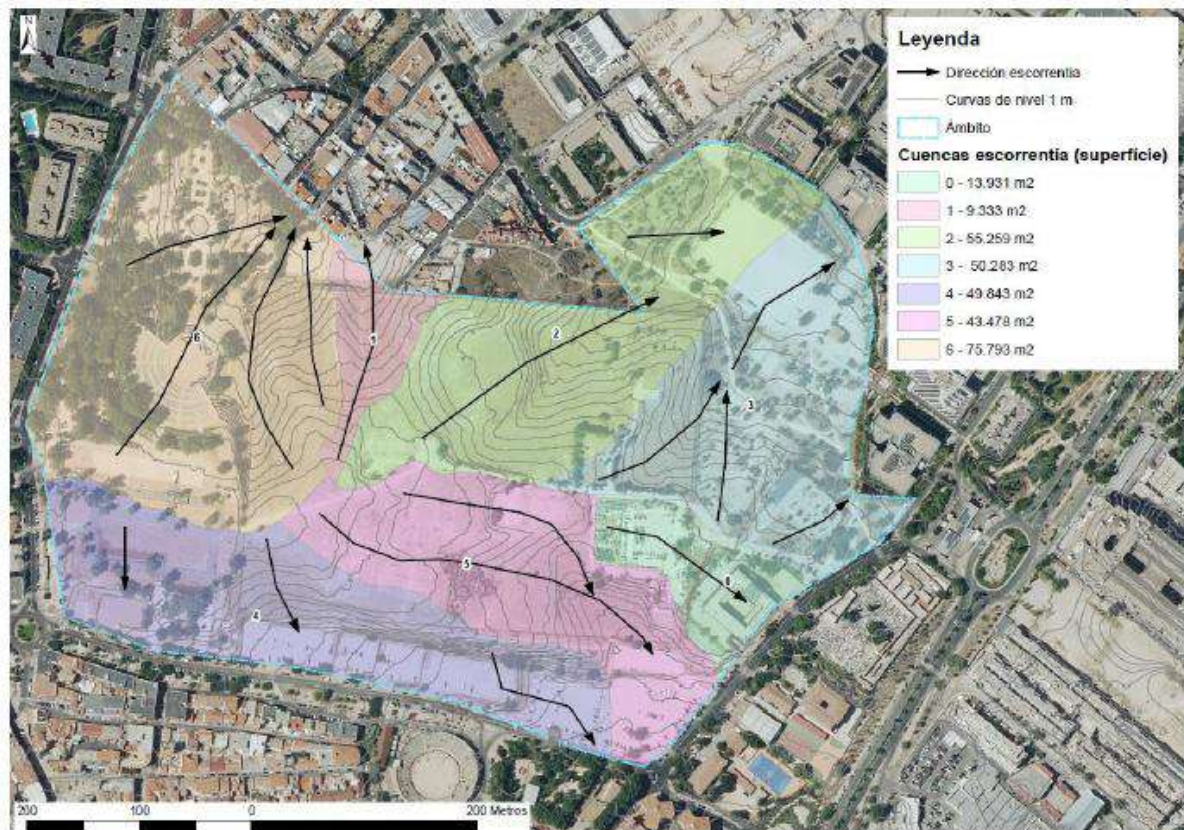 N
Leyenda
Dirección escorrentia
Curvas de nivel 1 m
Ámbito
Cuencas escorrentía (superfície)
0 - 13.931 m2
1 - 9.333 m2
2 - 55.259 m2
3 - 50.283 m2
4 - 49.843 m2
5 - 43.478 m2
6 - 75.793 m2
6
1
2
3
5
0
4
200 100 0 200 Metros